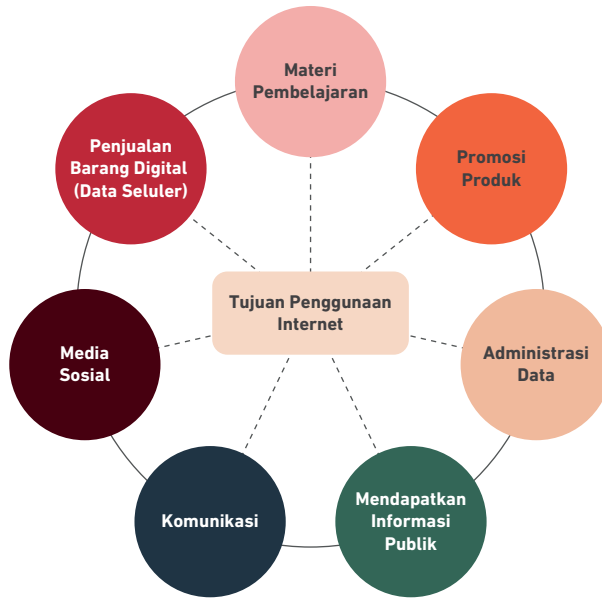 Materi
Pembelajaran
Penjualan
Barang Digital
(Data Seluler)
Promosi
Produk
Tujuan Penggunaan
Internet
Media
Sosial
Administrasi
Data
Komunikasi
Mendapatkan
Informasi
Publik